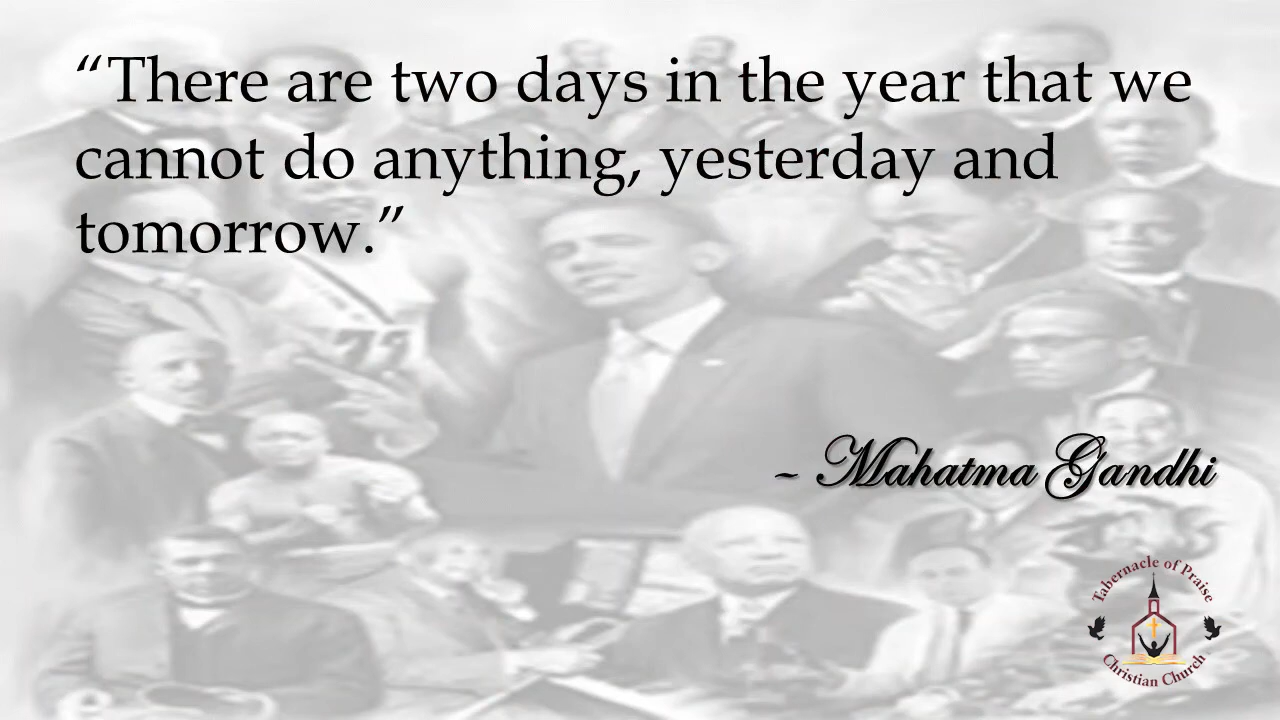 “There are two days in the year that we
cannot do anything, yesterday and
tomorrow.”
~ Mahatma Gandhi
Tabernacle of Praise
Christian Church